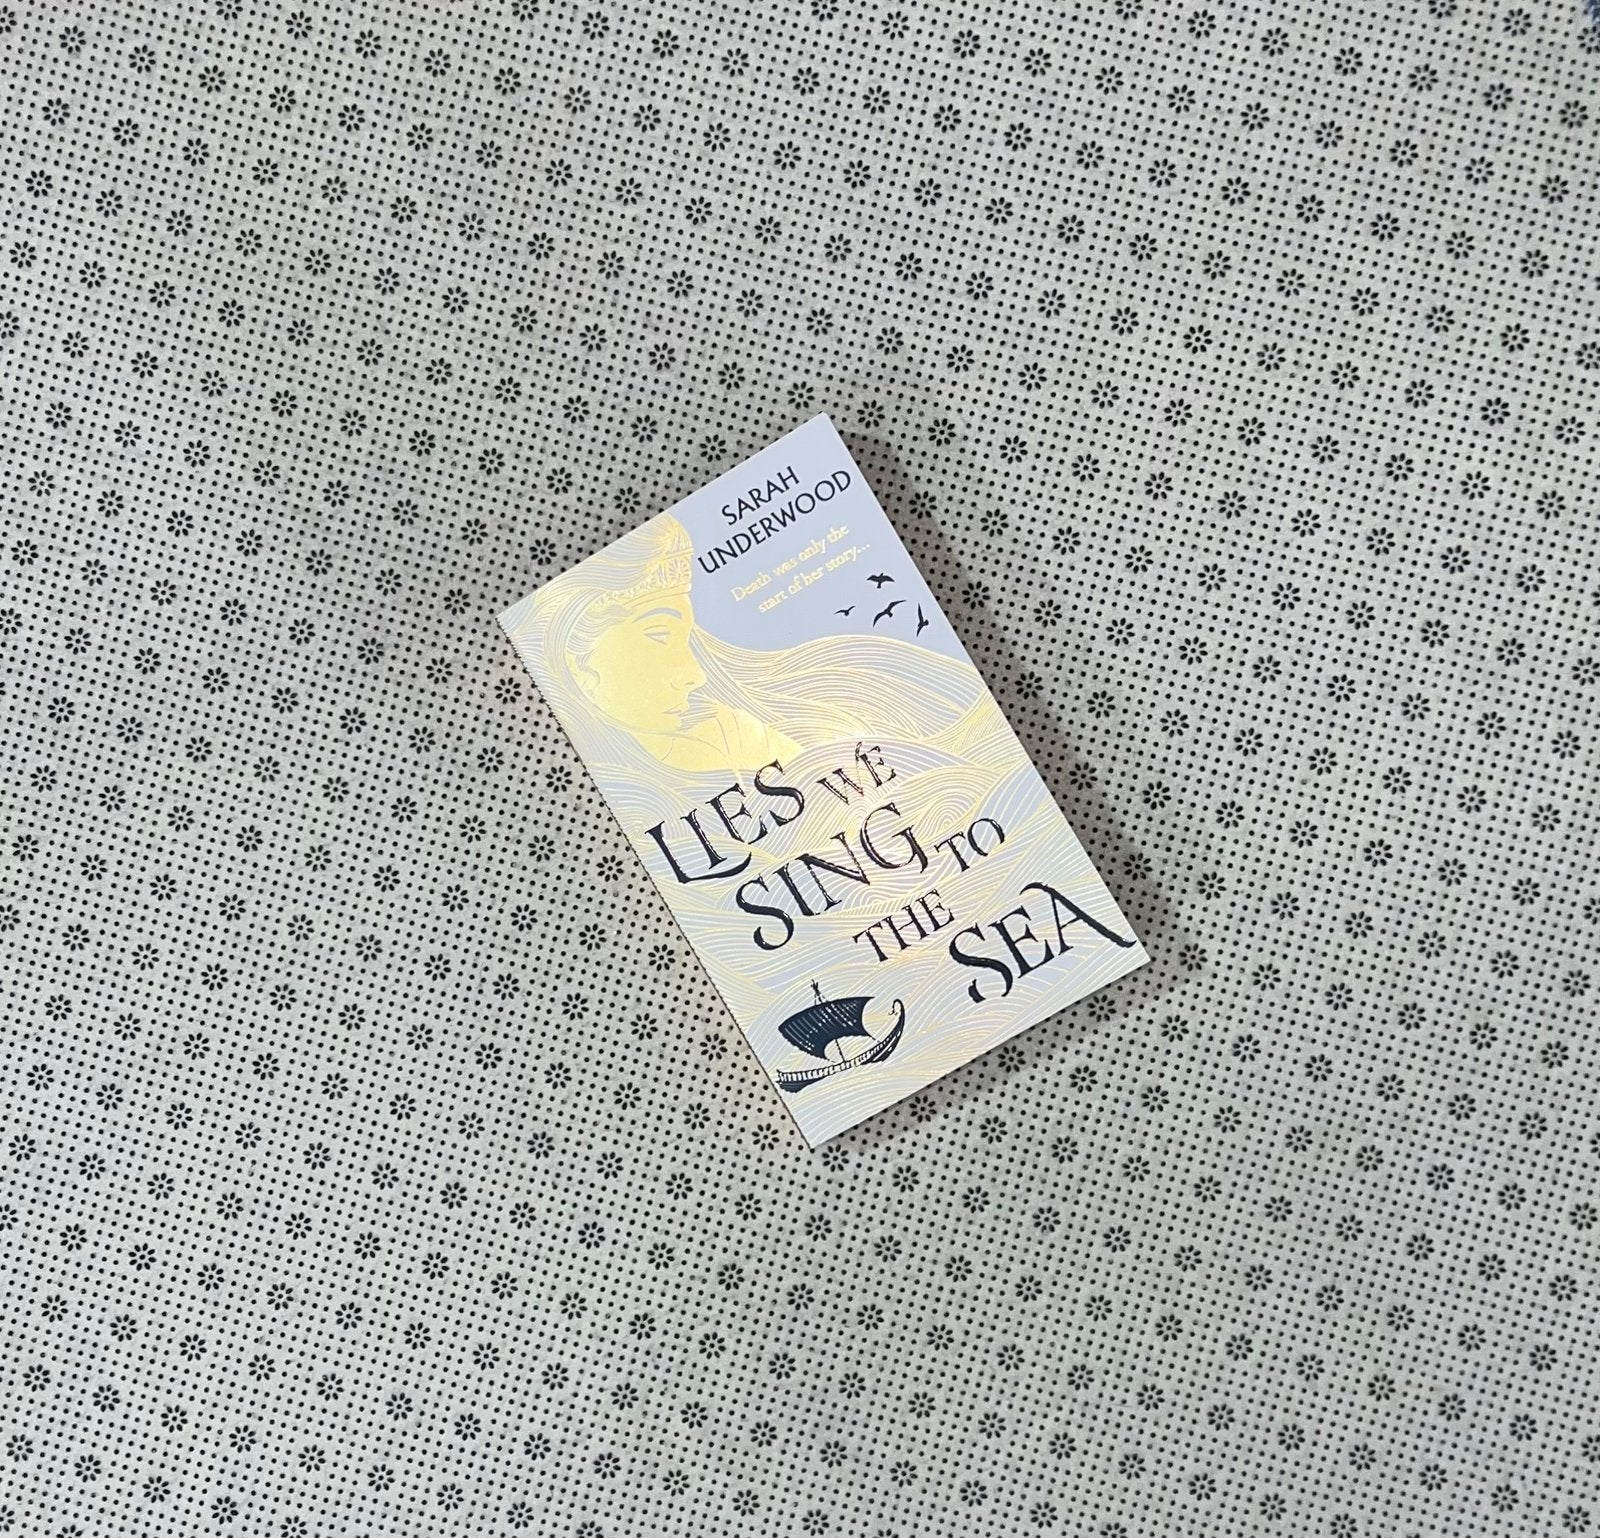 SARAH
UNDERWOOD
Death was only the
start of her story...
LIES WE
SING TO
THE SEA